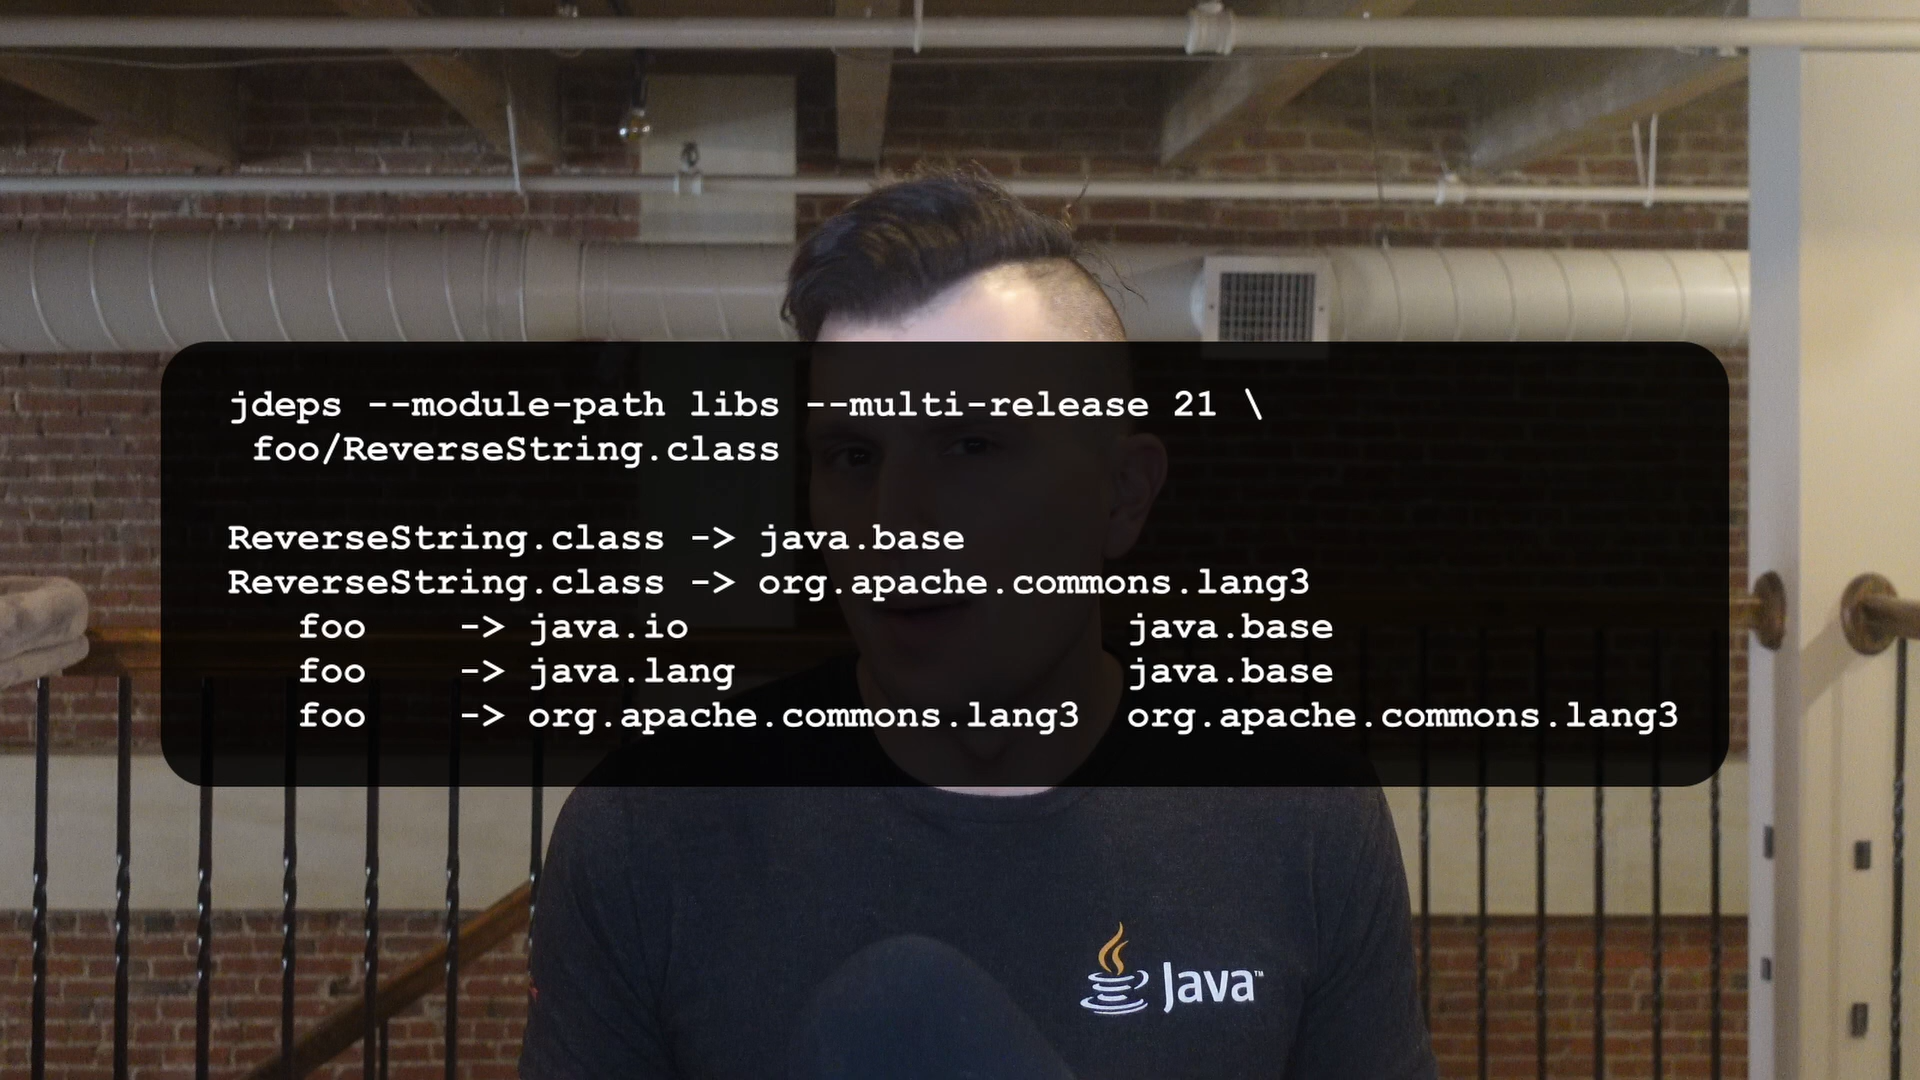 jdeps --module-path libs --multi-release 21 \
 foo/ReverseString.class

ReverseString.class -> java.base
ReverseString.class -> org.apache.commons.lang3
   foo    -> java.io                   java.base
   foo    -> java.lang                 java.base
   foo    -> org.apache.commons.lang3  org.apache.commons.lang3
Java™